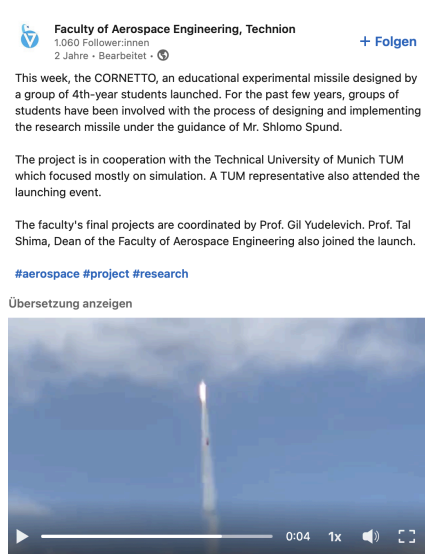 Faculty of Aerospace Engineering, Technion
1.060 Follower:innen
2 Jahre • Bearbeitet •
+ Folgen
This week, the CORNETTO, an educational experimental missile designed by
a group of 4th-year students launched. For the past few years, groups of
students have been involved with the process of designing and implementing
the research missile under the guidance of Mr. Shlomo Spund.
The project is in cooperation with the Technical University of Munich TUM
which focused mostly on simulation. A TUM representative also attended the
launching event.
The faculty's final projects are coordinated by Prof. Gil Yudelevich. Prof. Tal
Shima, Dean of the Faculty of Aerospace Engineering also joined the launch.
#aerospace #project #research
Übersetzung anzeigen
0:04 1x